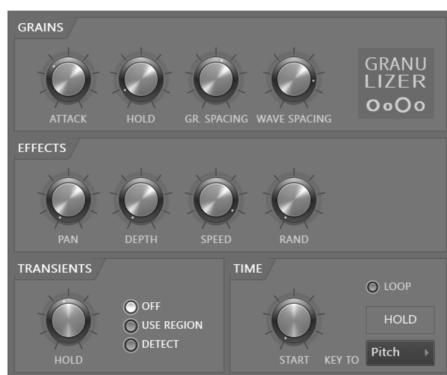 GRAINS
GRANU
LIZER
OoOo
ATTACK HOLD GR. SPACING WAVE SPACING
EFFECTS
PAN DEPTH SPEED RAND
TRANSIENTS
OFF
USE REGION
DETECT
HOLD
TIME
LOOP
HOLD
START KEY TO Pitch